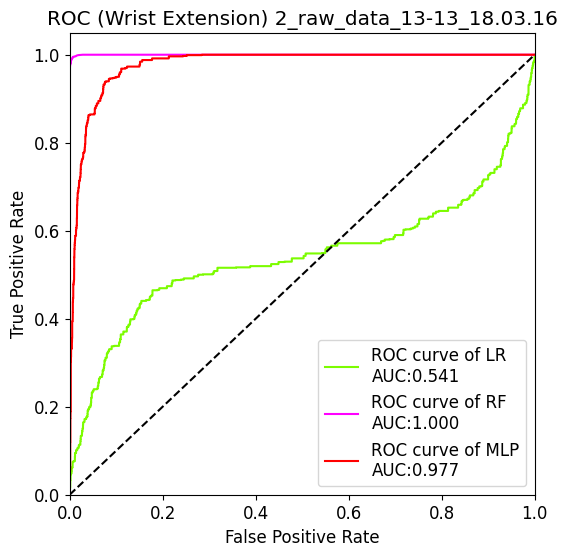 ROC (Wrist Extension) 2_raw_data_13-13_18.03.16
1.0
0.8
0.6
0.4
0.2
0.0
True Positive Rate
ROC curve of LR
AUC:0.541
ROC curve of RF
AUC:1.000
ROC curve of MLP
AUC:0.977
0.0 0.2 0.4 0.6 0.8 1.0
False Positive Rate